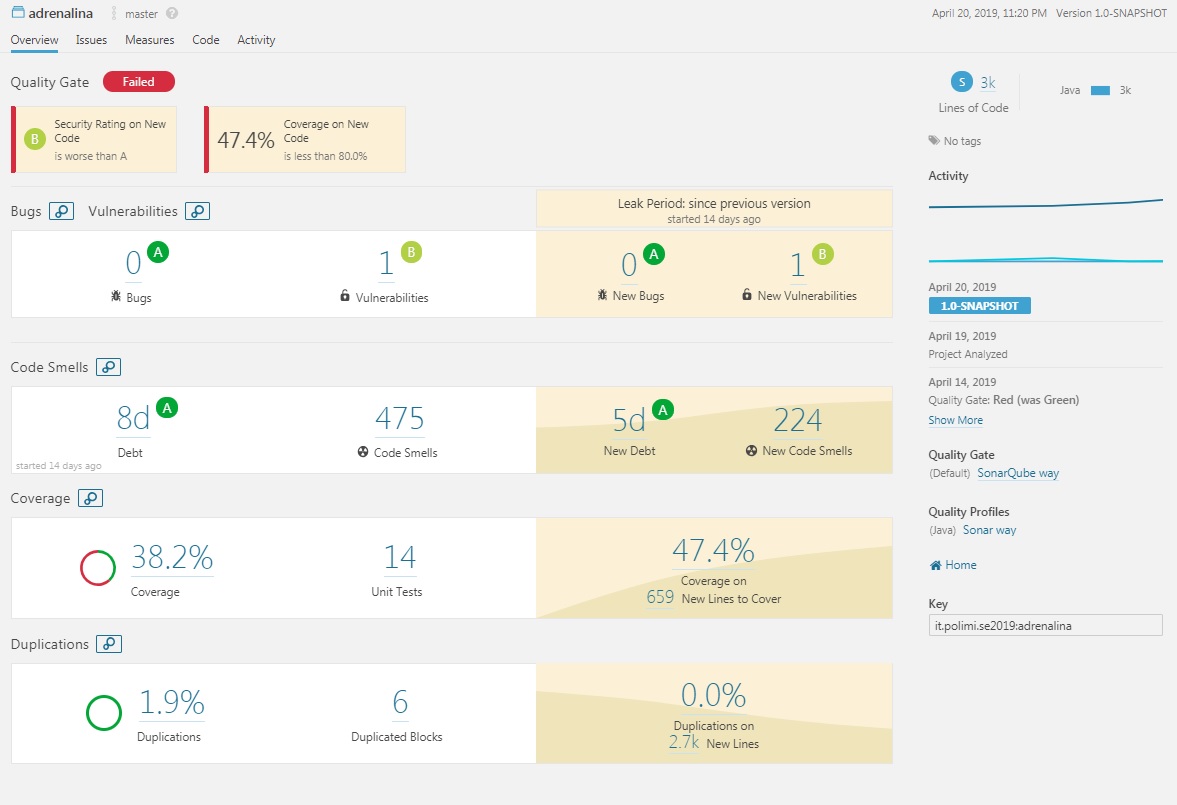 adrenalina master ?
April 20, 2019, 11:20 PM Version 1.0-SNAPSHOT
Overview Issues Measures Code Activity
Quality Gate Failed
B
Security Rating on New
Code
is worse than A
47.4%
Coverage on New
Code
is less than 80.0%
Bugs Vulnerabilities
Leak Period: since previous version
started 14 days ago
0 A
Bugs
1 B
Vulnerabilities
0 A
New Bugs
1 B
New Vulnerabilities
Code Smells
8d A
Debt
started 14 days ago
475
Code Smells
5d A
New Debt
224
New Code Smells
Coverage
38.2%
Coverage
14
Unit Tests
47.4%
Coverage on
659 New Lines to Cover
Duplications
1.9%
Duplications
6
Duplicated Blocks
0.0%
Duplications on
2.7k New Lines
S 3k
Lines of Code
Java 3k
No tags
Activity
April 20, 2019
1.0-SNAPSHOT
April 19, 2019
Project Analyzed
April 14, 2019
Quality Gate: Red (was Green)
Show More
Quality Gate
(Default) SonarQube way
Quality Profiles
(Java) Sonar way
Home
Key
it.polimi.se2019:adrenalina